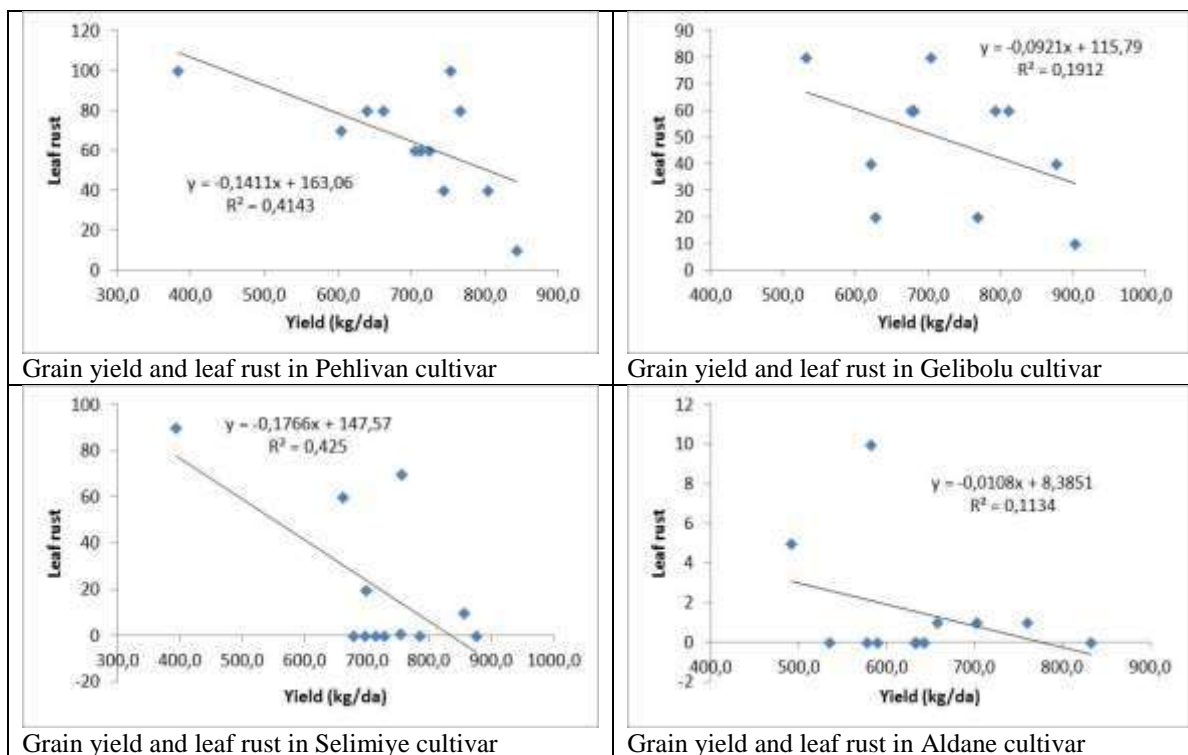 120
100
80
60
40
20
0
Leaf rust
y = -0,1411x + 163,06
R² = 0,4143
300,0 400,0 500,0 600,0 700,0 800,0 900,0
Yield (kg/da)
Grain yield and leaf rust in Pehlivan cultivar
90
80
70
60
50
40
30
20
10
0
Leaf rust
y = -0,0921x + 115,79
R² = 0,1912
400,0 500,0 600,0 700,0 800,0 900,0 1000,0
Yield (kg/da)
Grain yield and leaf rust in Gelibolu cultivar
100
80
60
40
20
0
-20
Leaf rust
y = -0,1766x + 147,57
R² = 0,425
300,0 400,0 500,0 600,0 700,0 800,0 900,0 1000,0
Yield (kg/da)
Grain yield and leaf rust in Selimiye cultivar
12
10
8
6
4
2
0
-2
Leaf rust
y = -0,0108x + 8,3851
R² = 0,1134
400,0 500,0 600,0 700,0 800,0 900,0
Yield (kg/da)
Grain yield and leaf rust in Aldane cultivar